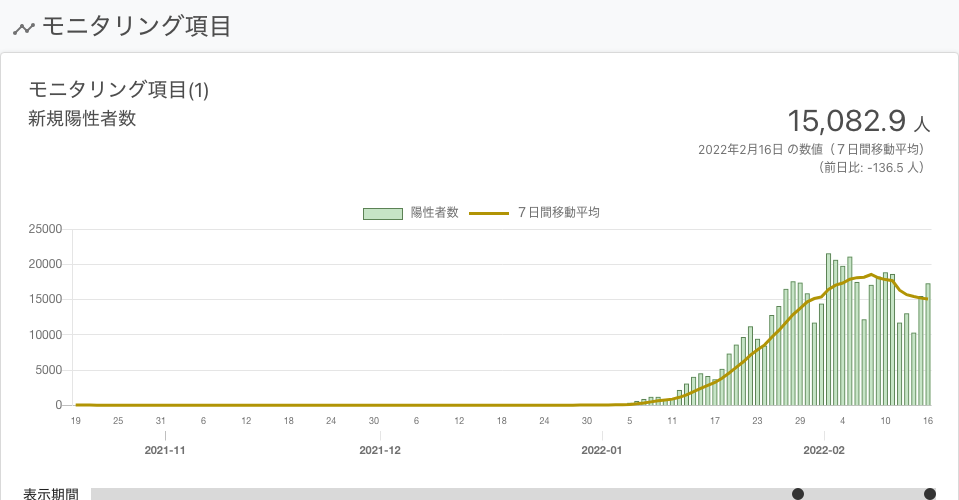 モニタリング項目
モニタリング項目(1)
新規陽性者数
15,082.9 人
2022年2月16日 の数値（７日間移動平均）
（前日比: -136.5 人）
陽性者数 ７日間移動平均
25000
20000
15000
10000
5000
0
19 25 31 6 12 18 24 30 6 12 18 24 30 5 11 17 23 29 4 10 16
2021-11 2021-12 2022-01 2022-02
表示期間